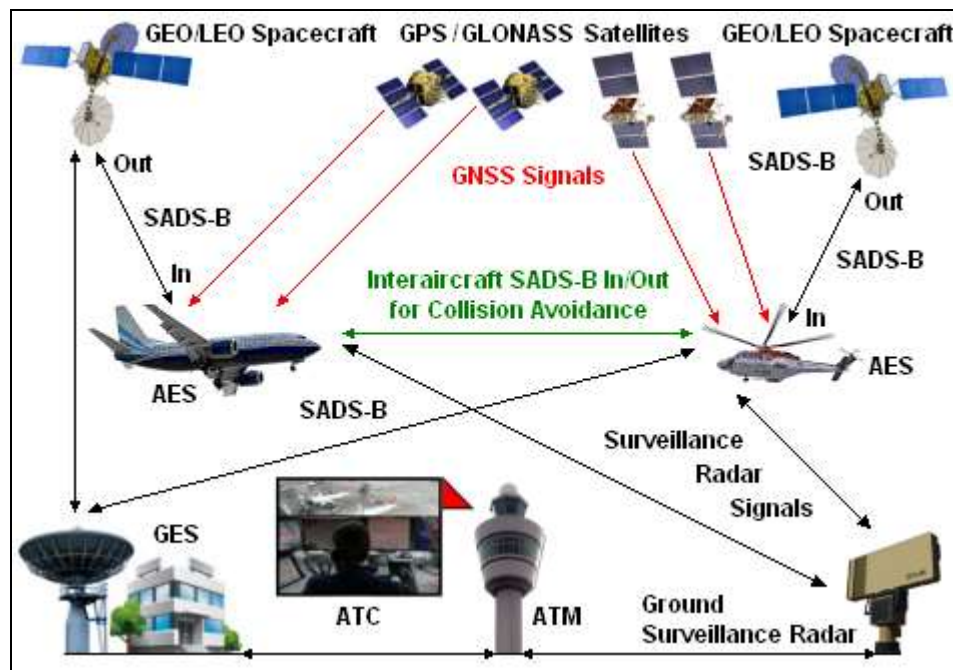 GEO/LEO Spacecraft
GPS / GLONASS Satellites
GEO/LEO Spacecraft
Out
SADS-B
GNSS Signals
SADS-B
Out
SADS-B
In
Interaircraft SADS-B In/Out
for Collision Avoidance
In
AES
AES
SADS-B
Surveillance
Radar
Signals
GES
ATC
ATM
Ground
Surveillance Radar